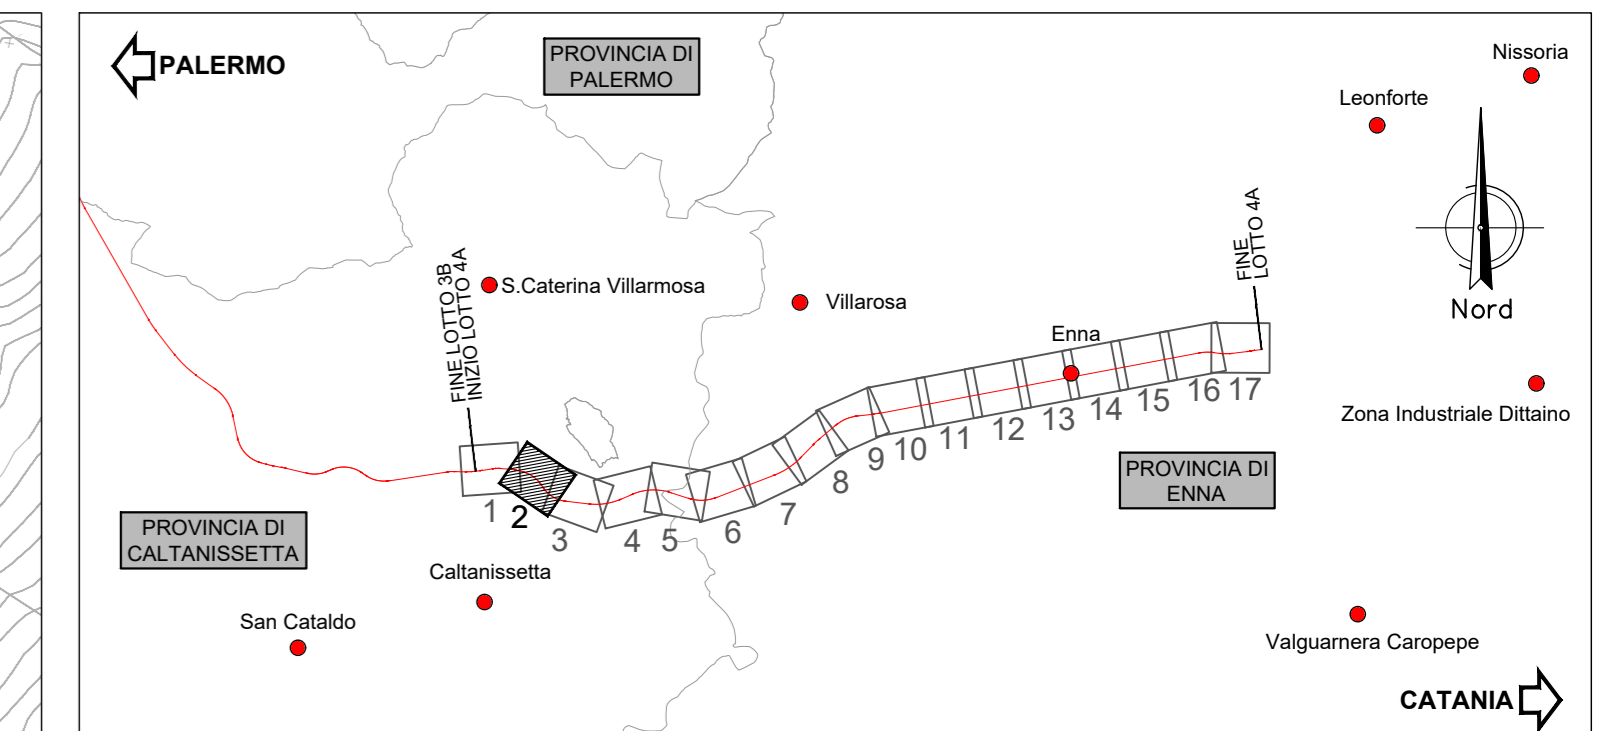 PALERMO
PROVINCIA DI
PALERMO
Nissoria
Leonforte
Nord
FINE LOTTO 3B
INIZIO LOTTO 4A
S.Caterina Villarmosa
Villarosa
Enna
FINE
LOTTO 4A
Zona Industriale Dittaino
1
2
3
4
5
6
7
8
9
10
11
12
13
14
15
16
17
PROVINCIA DI
ENNA
PROVINCIA DI
CALTANISSETTA
Caltanissetta
San Cataldo
Valguarnera Caropepe
CATANIA